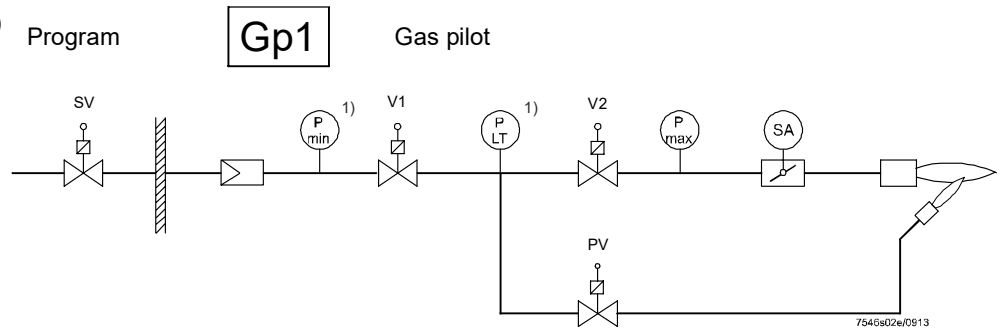 Program Gp1 Gas pilot
SV P min 1) V1 P LT 1) V2 P max SA
PV
7546s02e/0913